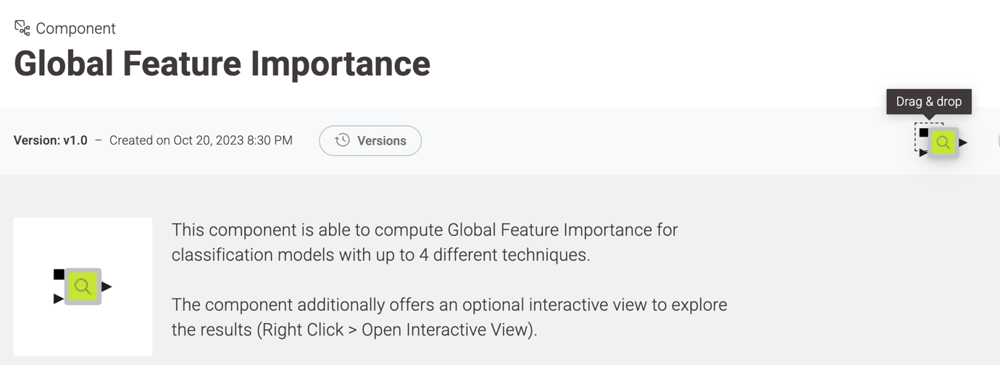 Component
Global Feature Importance
Drag & drop
Version: v1.0 – Created on Oct 20, 2023 8:30 PM
Versions
This component is able to compute Global Feature Importance for
classification models with up to 4 different techniques.
The component additionally offers an optional interactive view to explore
the results (Right Click > Open Interactive View).